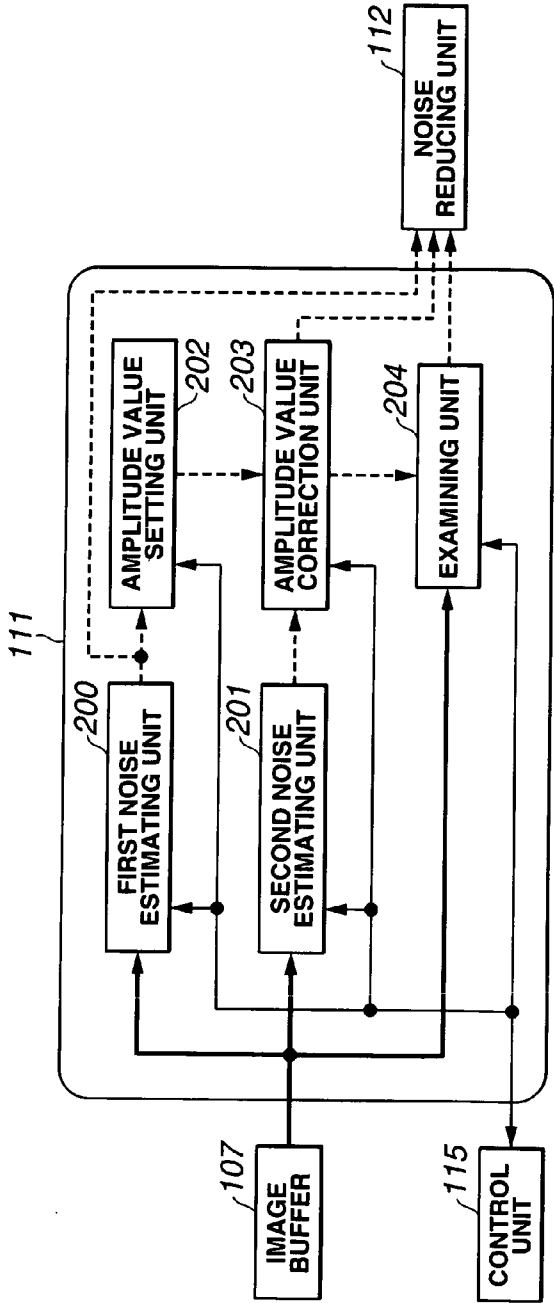 111
200
FIRST NOISE
ESTIMATING UNIT
202
AMPLITUDE VALUE
SETTING UNIT
112
NOISE
REDUCING UNIT
107
IMAGE
BUFFER
201
SECOND NOISE
ESTIMATING UNIT
203
AMPLITUDE VALUE
CORRECTION UNIT
204
EXAMINING UNIT
115
CONTROL
UNIT